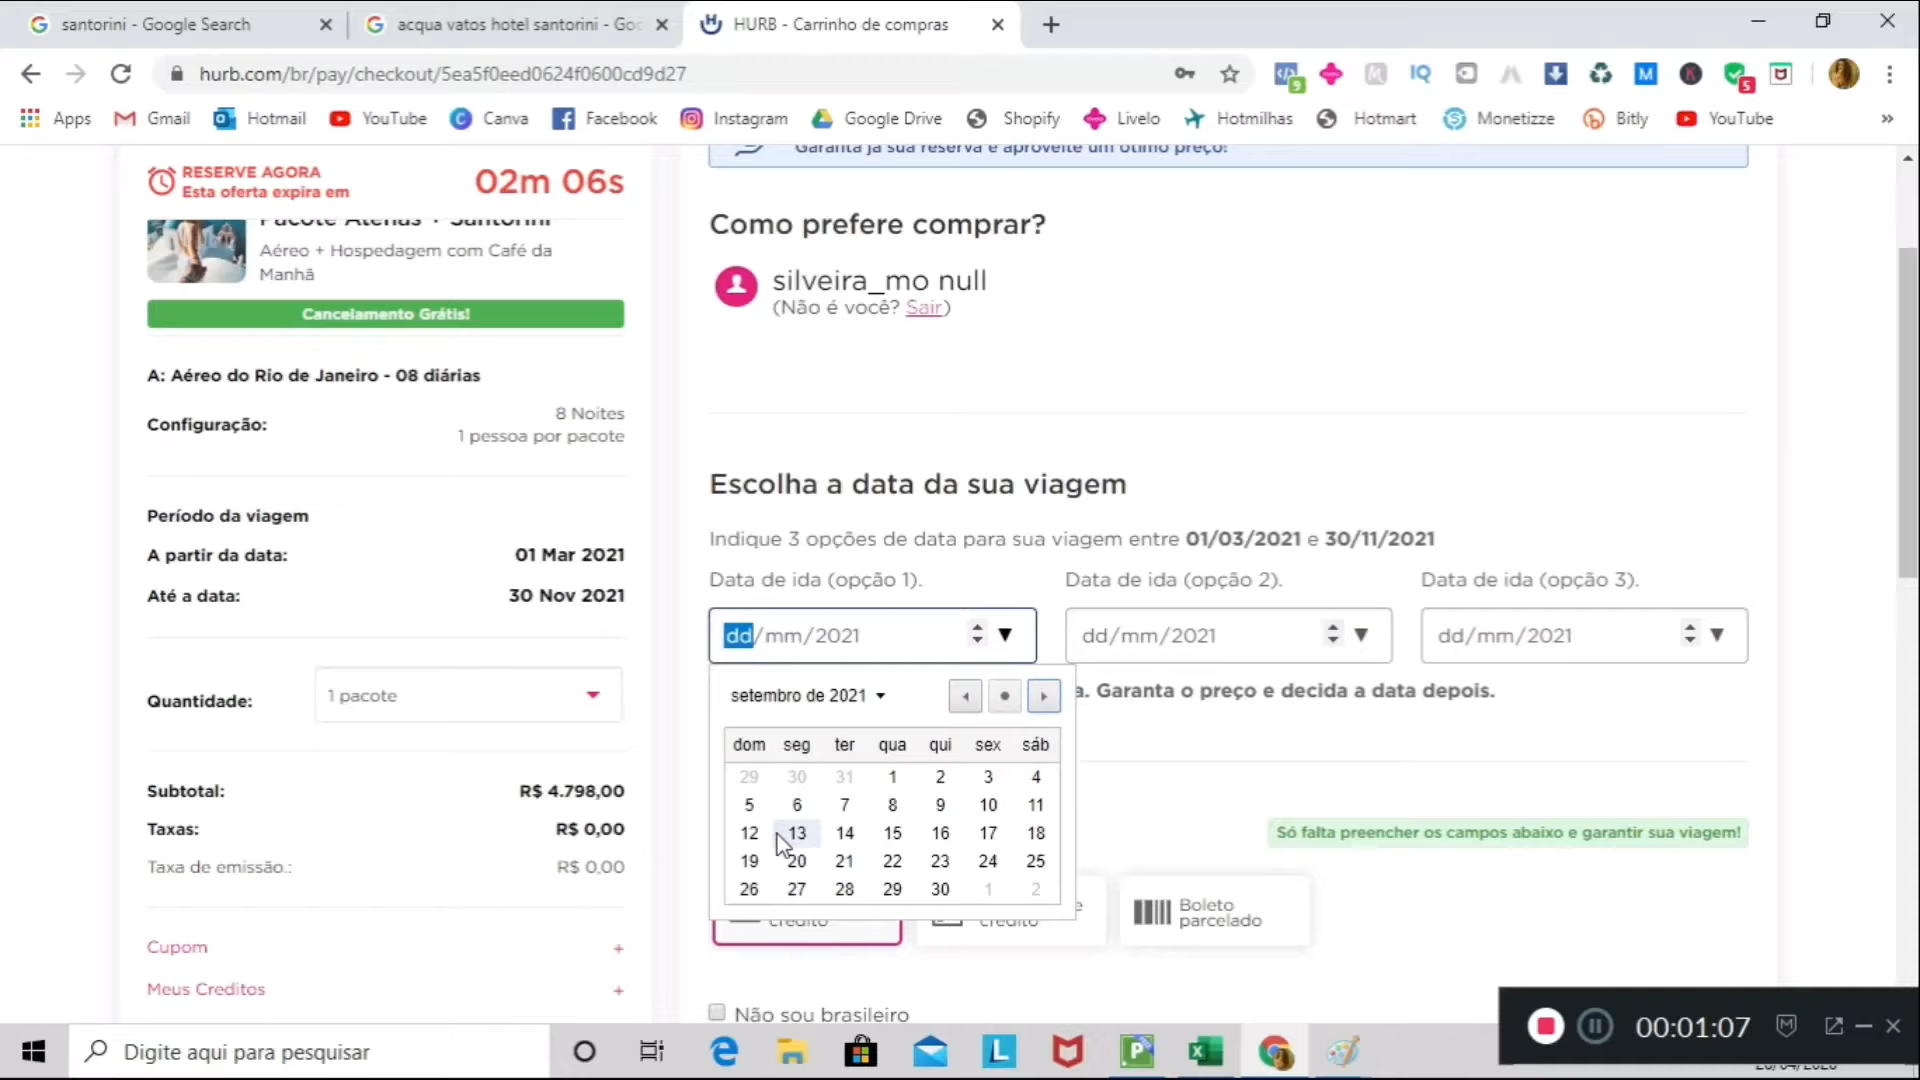 santorini - Google Search
acqua vatos hotel santorini - Goo
HURB - Carrinho de compras
hurb.com/br/pay/checkout/5ea5f0eed0624f0600cd9d27
Apps
Gmail
Hotmail
YouTube
Canva
Facebook
Instagram
Google Drive
Shopify
Livelo
Hotmilhas
Hotmart
Monetizze
Bitly
YouTube
»
RESERVE AGORA
Esta oferta expira em
02m 06s
Pacote Atenas + Santorini
Aéreo + Hospedagem com Café da
Manhã
Cancelamento Grátis!
A: Aéreo do Rio de Janeiro - 08 diárias
Configuração:
8 Noites
1 pessoa por pacote
Período da viagem
A partir da data: 01 Mar 2021
Até a data: 30 Nov 2021
Quantidade: 1 pacote
Subtotal: R$ 4.798,00
Taxas: R$ 0,00
Taxa de emissão.: R$ 0,00
Cupom +
Meus Creditos +
Garanta já sua reserva e aproveite um ótimo preço!
Como prefere comprar?
silveira_mo null
(Não é você? Sair)
Escolha a data da sua viagem
Indique 3 opções de data para sua viagem entre 01/03/2021 e 30/11/2021
Data de ida (opção 1). Data de ida (opção 2). Data de ida (opção 3).
dd/mm/2021 dd/mm/2021 dd/mm/2021
a. Garanta o preço e decida a data depois.
setembro de 2021
dom seg ter qua qui sex sáb
29 30 31 1 2 3 4
5 6 7 8 9 10 11
12 13 14 15 16 17 18
19 20 21 22 23 24 25
26 27 28 29 30 1 2
Só falta preencher os campos abaixo e garantir sua viagem!
crédito
e
crédito
Boleto
parcelado
Não sou brasileiro
Digite aqui para pesquisar
00:01:07